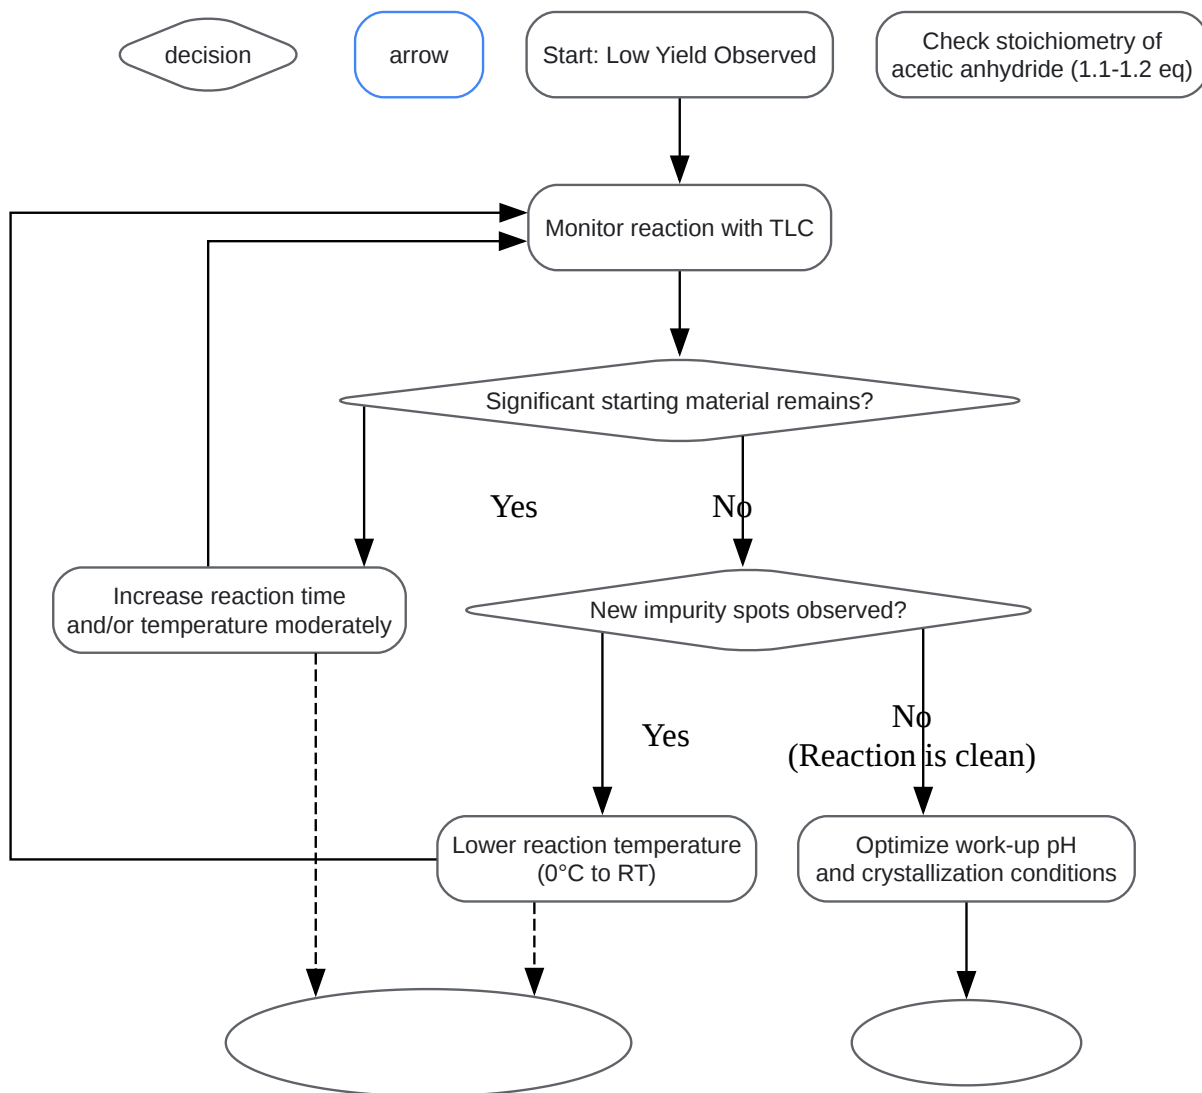 decision
arrow
Start: Low Yield Observed
Check stoichiometry of
acetic anhydride (1.1-1.2 eq)
Monitor reaction with TLC
Significant starting material remains?
Yes
No
Increase reaction time
and/or temperature moderately
New impurity spots observed?
Yes
No
(Reaction is clean)
Lower reaction temperature
(0°C to RT)
Optimize work-up pH
and crystallization conditions